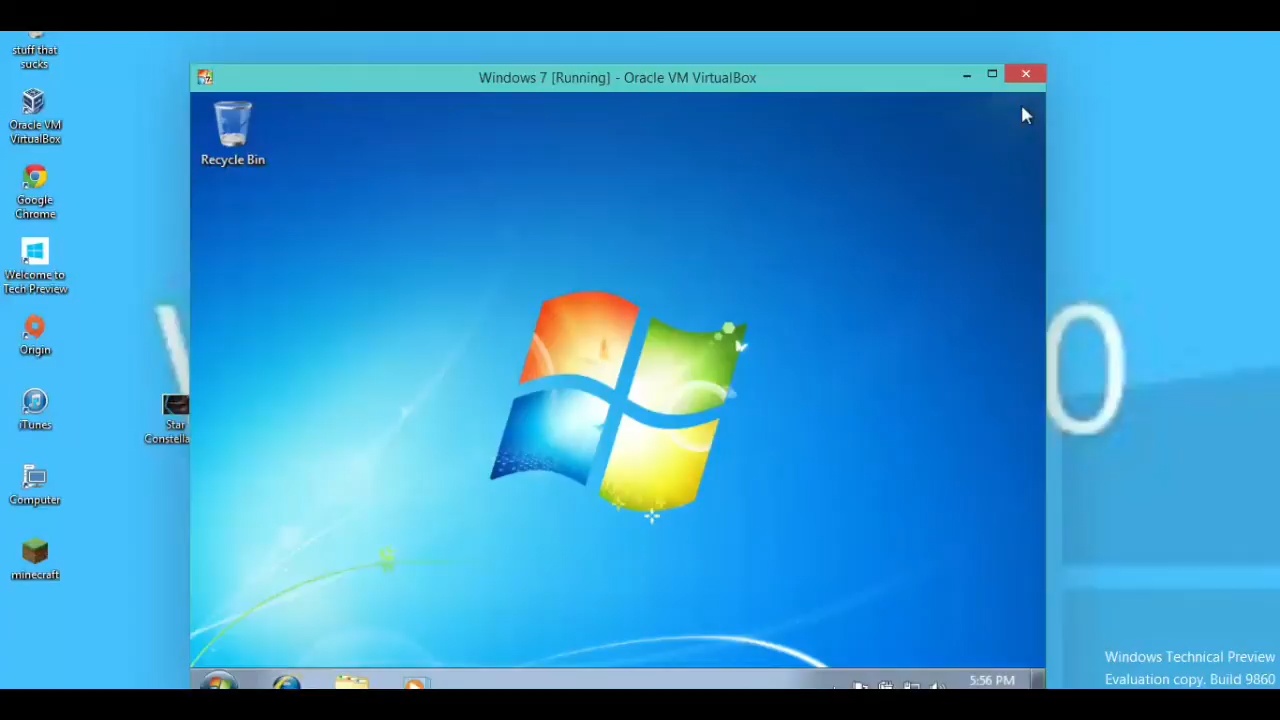 stuff that
sucks
Oracle VM
VirtualBox
Google
Chrome
Welcome to
Tech Preview
Origin
iTunes
Computer
minecraft
Star
Constella
Windows 7 [Running] - Oracle VM VirtualBox
Recycle Bin
5:56 PM
0
Windows Technical Preview
Evaluation copy. Build 9860